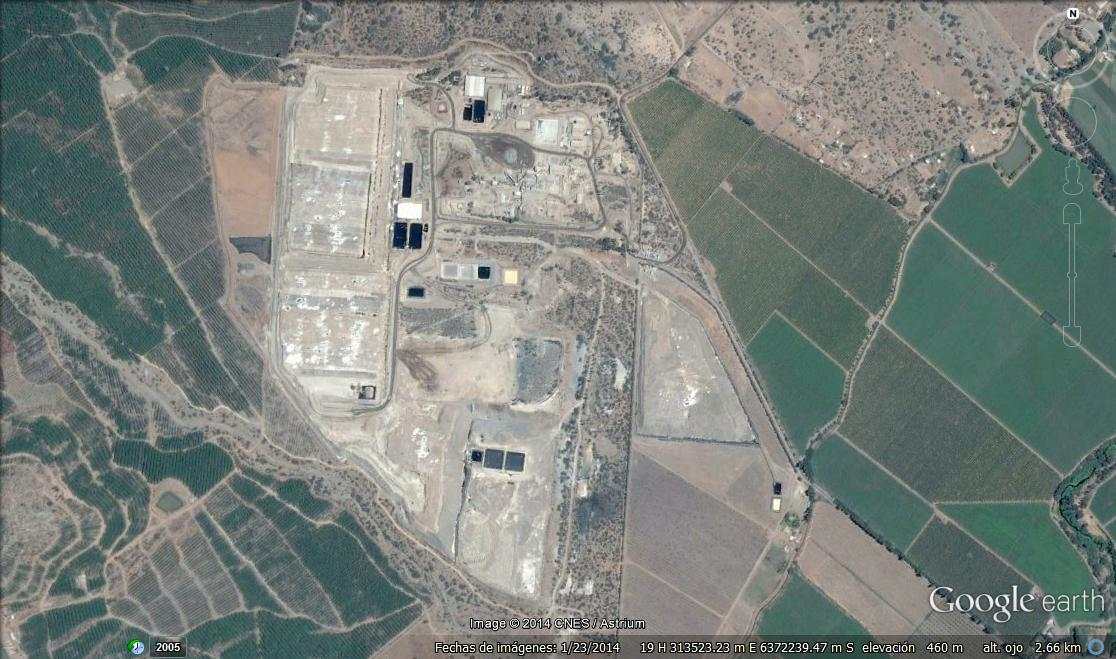 N
Google earth
Image © 2014 CNES / Astrium
2005
Fechas de imágenes: 1/23/2014 19 H 313523.23 m E 6372239.47 m S elevación 460 m alt. ojo 2.66 km